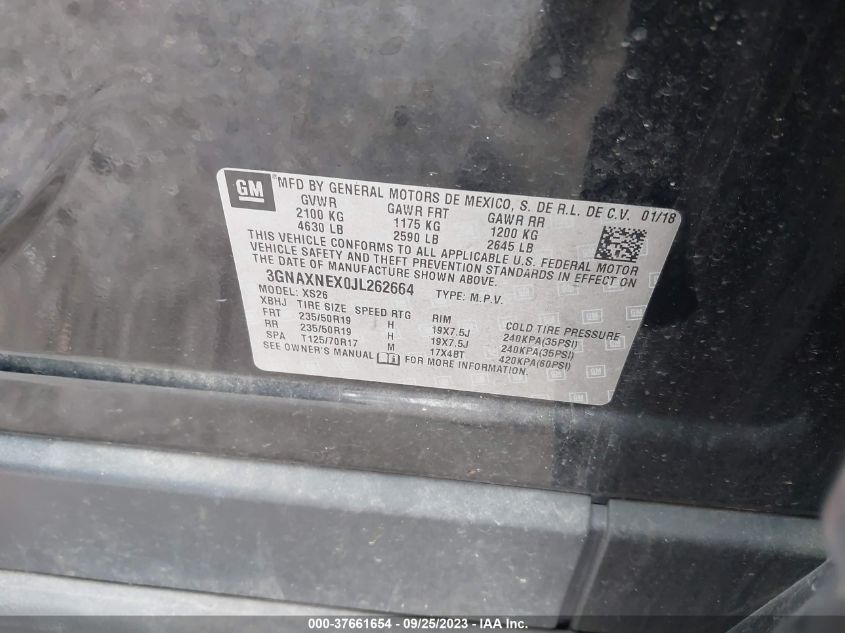 GM MFD BY GENERAL MOTORS DE MEXICO, S. DE R.L. DE C.V. 01/18
GVWR GAWR FRT GAWR RR
2100 KG 1175 KG 1200 KG
4630 LB 2590 LB 2645 LB
THIS VEHICLE CONFORMS TO ALL APPLICABLE U.S. FEDERAL MOTOR
VEHICLE SAFETY AND THEFT PREVENTION STANDARDS IN EFFECT ON
THE DATE OF MANUFACTURE SHOWN ABOVE.
3GNAXNEX0JL262664 TYPE: M.P.V.
MODEL: XS26
XBHJ TIRE SIZE SPEED RTG RIM COLD TIRE PRESSURE
FRT 235/50R19 H 19X7.5J 240KPA(35PSI)
RR 235/50R19 H 19X7.5J 240KPA(35PSI)
SPA T125/70R17 M 17X4BT 420KPA(60PSI)
SEE OWNER'S MANUAL FOR MORE INFORMATION.
000-37661654 - 09/25/2023 - IAA Inc.